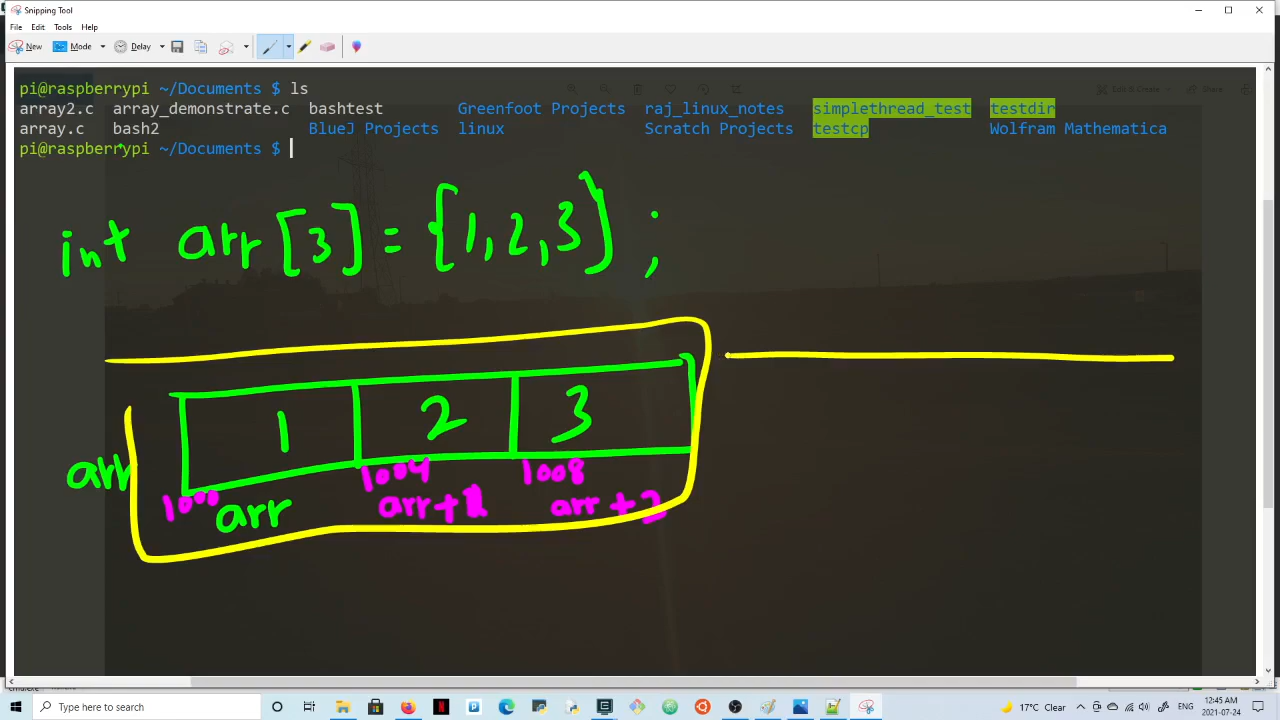 Snipping Tool
File Edit Tools Help
New Mode Delay
Edit & Create Share
pi@raspberrypi ~/Documents $ ls
array2.c array_demonstrate.c bashtest Greenfoot Projects raj_linux_notes simplethread_test testdir
array.c bash2 BlueJ Projects linux Scratch Projects testcp Wolfram Mathematica
pi@raspberrypi ~/Documents $
int arr[3] = {1,2,3};
1 2 3
arr
1000 1004 1008
arr arr+1 arr+2
Type here to search
17°C Clear
ENG
12:45 AM
2021-07-24